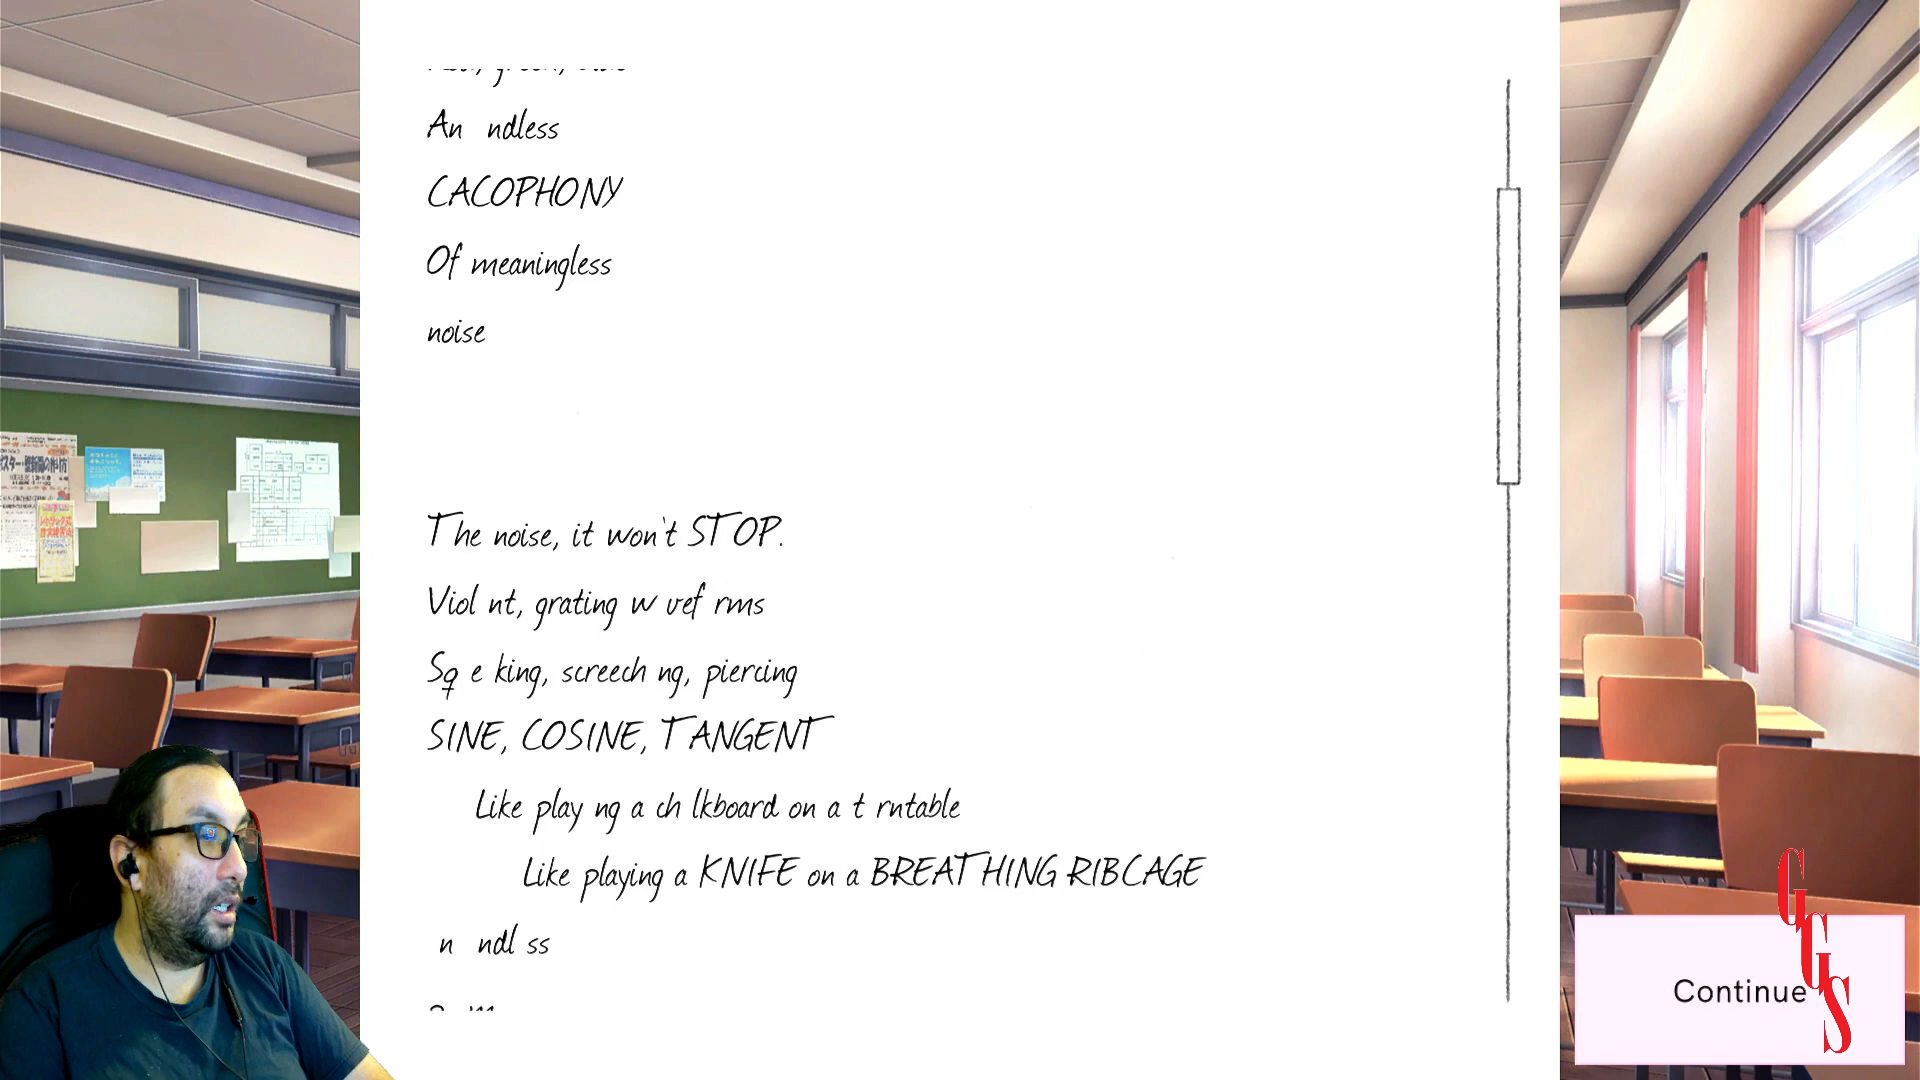 An ndless
CACOPHONY
Of meaningless
noise
The noise, it won't STOP.
Viol nt, grating w vef rms
Sq e king, screech ng, piercing
SINE, COSINE, TANGENT
Like play ng a ch lkboard on a t rntable
Like playing a KNIFE on a BREATHING RIBCAGE
n ndl ss
Continue
GGS